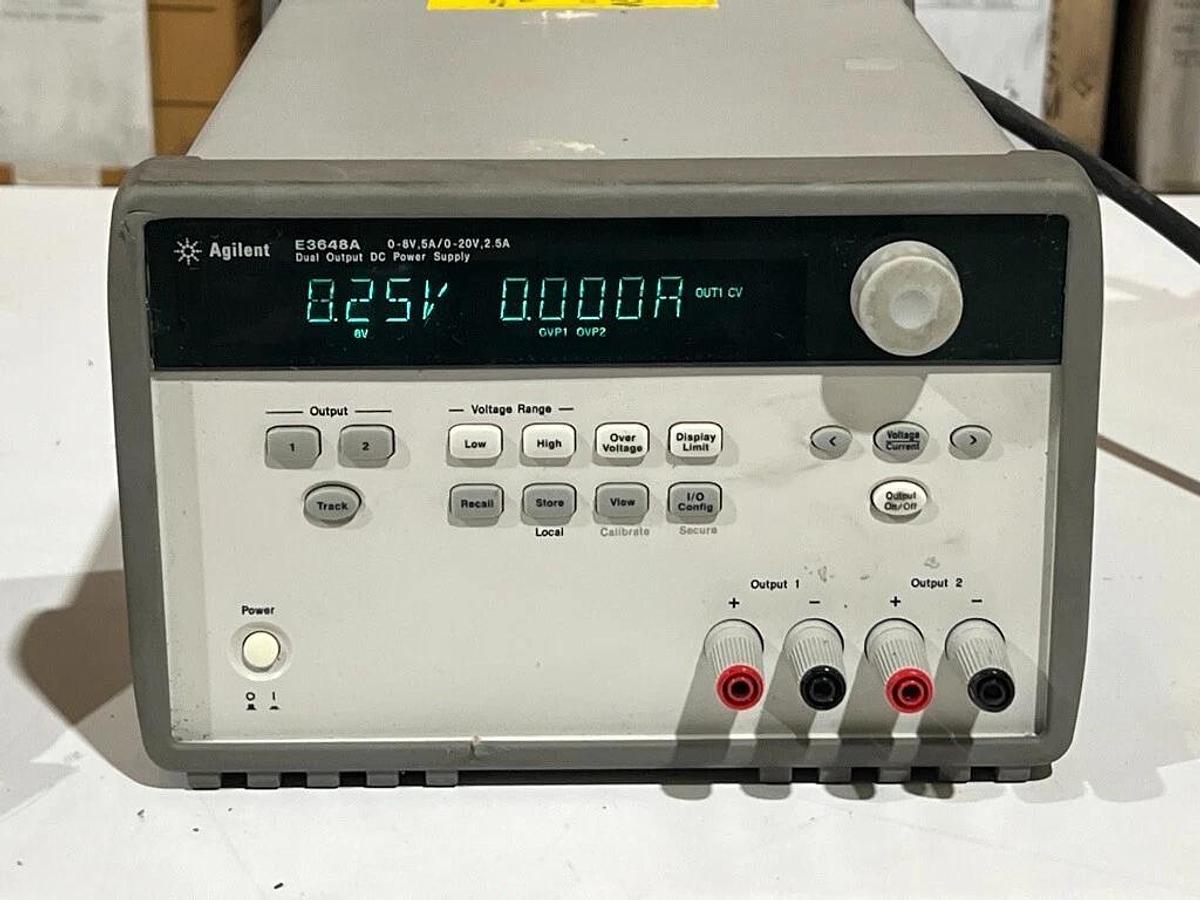 Agilent E3648A 0-8V,5A/0-20V,2.5A
Dual Output DC Power Supply
8.25V 0.000A OUT1 CV
8V OVP1 OVP2
Output Voltage Range
1 2 Low High Over Voltage Display Limit < Voltage Current >
Track Recall Store View I/O Config Output On/Off
Local Calibrate Secure
Output 1 Output 2
+ - + -
Power
O I